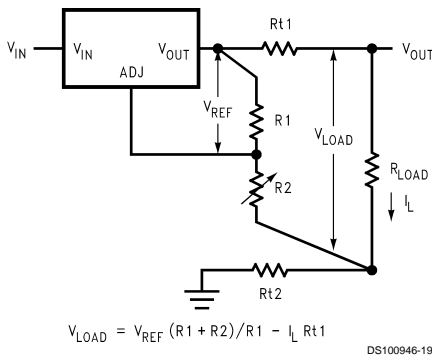 Rt1
V_IN
V_IN
V_OUT
V_OUT
ADJ
V_REF
R1
V_LOAD
R_LOAD
R2
I_L
Rt2
V_LOAD = V_REF (R1 + R2)/R1 - I_L Rt1
DS100946-19